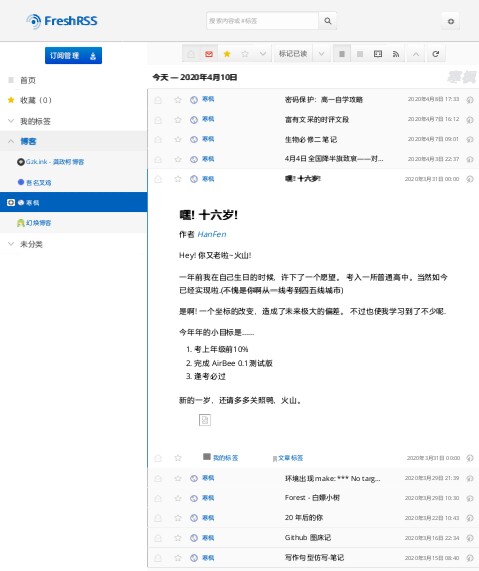 FreshRSS
搜索内容或#标签
订阅管理
标记已读
首页
收藏（0）
我的标签
博客
Gzk.ink - 龚政柯博客
吾名又鸡
寒枫
幻烧博客
未分类
今天 — 2020年4月10日
寒枫
寒枫 密码保护：高一自学攻略 2020年4月8日 17:33
寒枫 富有文采的时评文段 2020年4月7日 16:12
寒枫 生物必修二笔记 2020年4月7日 09:01
寒枫 4月4日全国降半旗致哀——对... 2020年4月3日 22:37
寒枫 嘿! 十六岁! 2020年3月31日 00:00
嘿! 十六岁!
作者 HanFen
Hey! 你又老啦~火山!
一年前我在自己生日的时候，许下了一个愿望。 考入一所普通高中。当然如今
已经实现啦.(不愧是你啊从一线考到四五线城市)
是啊! 一个坐标的改变，造成了未来极大的偏差。 不过也使我学习到了不少呢.
今年年的小目标是......
1. 考上年级前10%
2. 完成 AirBee 0.1测试版
3. 逢考必过
新的一岁，还请多多关照鸭，火山。
我的标签 文章标签 2020年3月31日 00:00
寒枫 环境出现 make: *** No targ... 2020年3月29日 21:39
寒枫 Forest - 白嫖小树 2020年3月29日 10:30
寒枫 20 年后的你 2020年3月22日 10:43
寒枫 Github 图床记 2020年3月16日 22:34
寒枫 写作句型仿写-笔记 2020年3月15日 08:40